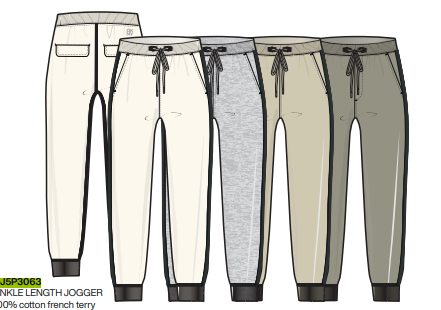 J5P3063
NKLE LENGTH JOGGER
00% cotton french terry